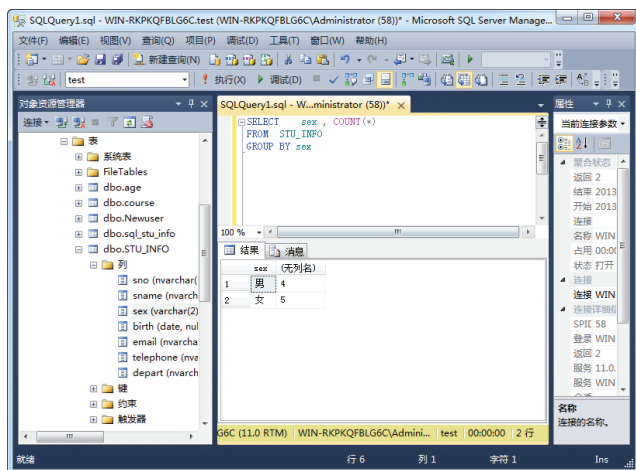 SQLQuery1.sql - WIN-RKPKQFBLG6C.test (WIN-RKPKQFBLG6C\Administrator (58))* - Microsoft SQL Server Manage...
文件(F) 编辑(E) 视图(V) 查询(Q) 项目(P) 调试(D) 工具(T) 窗口(W) 帮助(H)
新建查询(N)
test 执行(X) 调试(D)
对象资源管理器
连接
表
系统表
FileTables
dbo.age
dbo.course
dbo.Newuser
dbo.sql_stu_info
dbo.STU_INFO
列
sno (nvarchar(
sname (nvarch
sex (varchar(2)
birth (date, nul
email (nvarcha
telephone (nva
depart (nvarch
键
约束
触发器
SQLQuery1.sql - W...ministrator (58))*
SELECT sex , COUNT(*)
FROM STU_INFO
GROUP BY sex
100 %
结果 消息
sex (无列名)
1 男 4
2 女 5
G6C (11.0 RTM) WIN-RKPKQFBLG6C\Admini... test 00:00:00 2 行
属性
当前连接参数
聚合状态
返回 2
结束 2013
开始 2013
连接
名称 WIN
占用 00:00
状态 打开
连接
连接 WIN
连接详细信
SPID 58
登录 WIN
返回 2
服务 11.0.
服务 WIN
名称
连接的名称。
就绪 行 6 列 1 字符 1 Ins